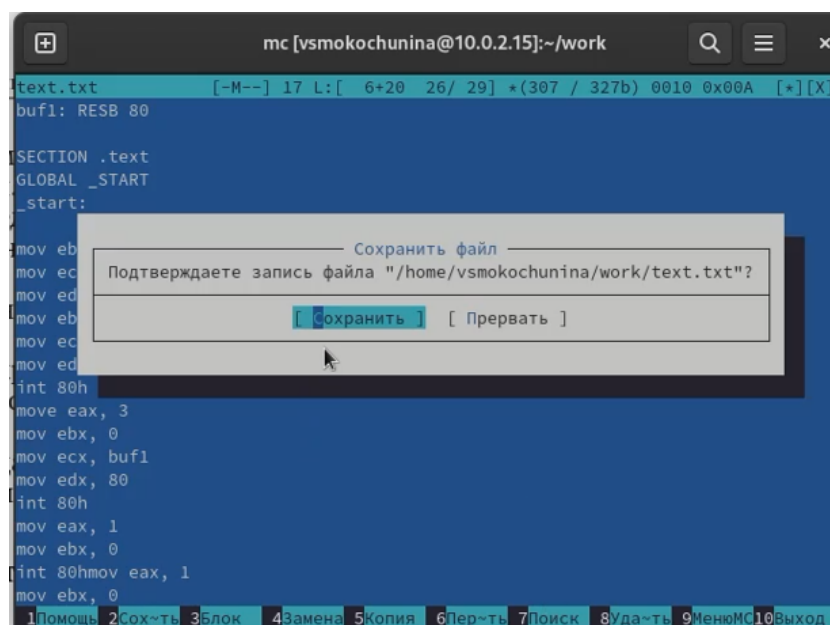 mc [vsmokochunina@10.0.2.15]:~/work
text.txt [-M--] 17 L:[ 6+20 26/ 29] *(307 / 327b) 0010 0x00A [*][X]
buf1: RESB 80
SECTION .text
GLOBAL _START
_start:
mov eb
Сохранить файл
mov ec
Подтверждаете запись файла "/home/vsmokochunina/work/text.txt"?
mov ed
mov eb
[ Сохранить ] [ Прервать ]
mov ec
mov ed
int 80h
move eax, 3
mov ebx, 0
mov ecx, buf1
mov edx, 80
int 80h
mov eax, 1
mov ebx, 0
int 80hmov eax, 1
mov ebx, 0
1Помощь 2Сох~ть 3Блок 4Замена 5Копия 6Пер~ть 7Поиск 8Уда~ть 9МенюMC 10Выход